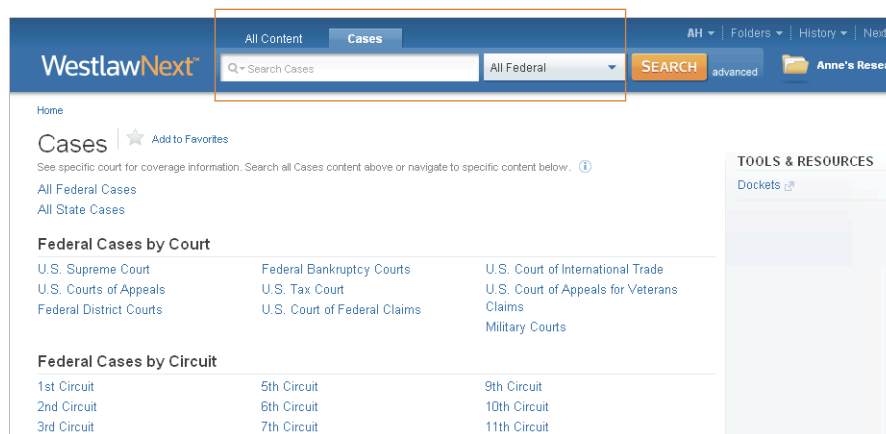 All Content Cases AH Folders History Next
WestlawNext™ Search Cases All Federal SEARCH advanced Anne's Resea
Home
Cases Add to Favorites
See specific court for coverage information. Search all Cases content above or navigate to specific content below.
TOOLS & RESOURCES
Dockets
All Federal Cases
All State Cases
Federal Cases by Court
U.S. Supreme Court Federal Bankruptcy Courts U.S. Court of International Trade
U.S. Courts of Appeals U.S. Tax Court U.S. Court of Appeals for Veterans
Federal District Courts U.S. Court of Federal Claims Claims
Military Courts
Federal Cases by Circuit
1st Circuit 5th Circuit 9th Circuit
2nd Circuit 6th Circuit 10th Circuit
3rd Circuit 7th Circuit 11th Circuit